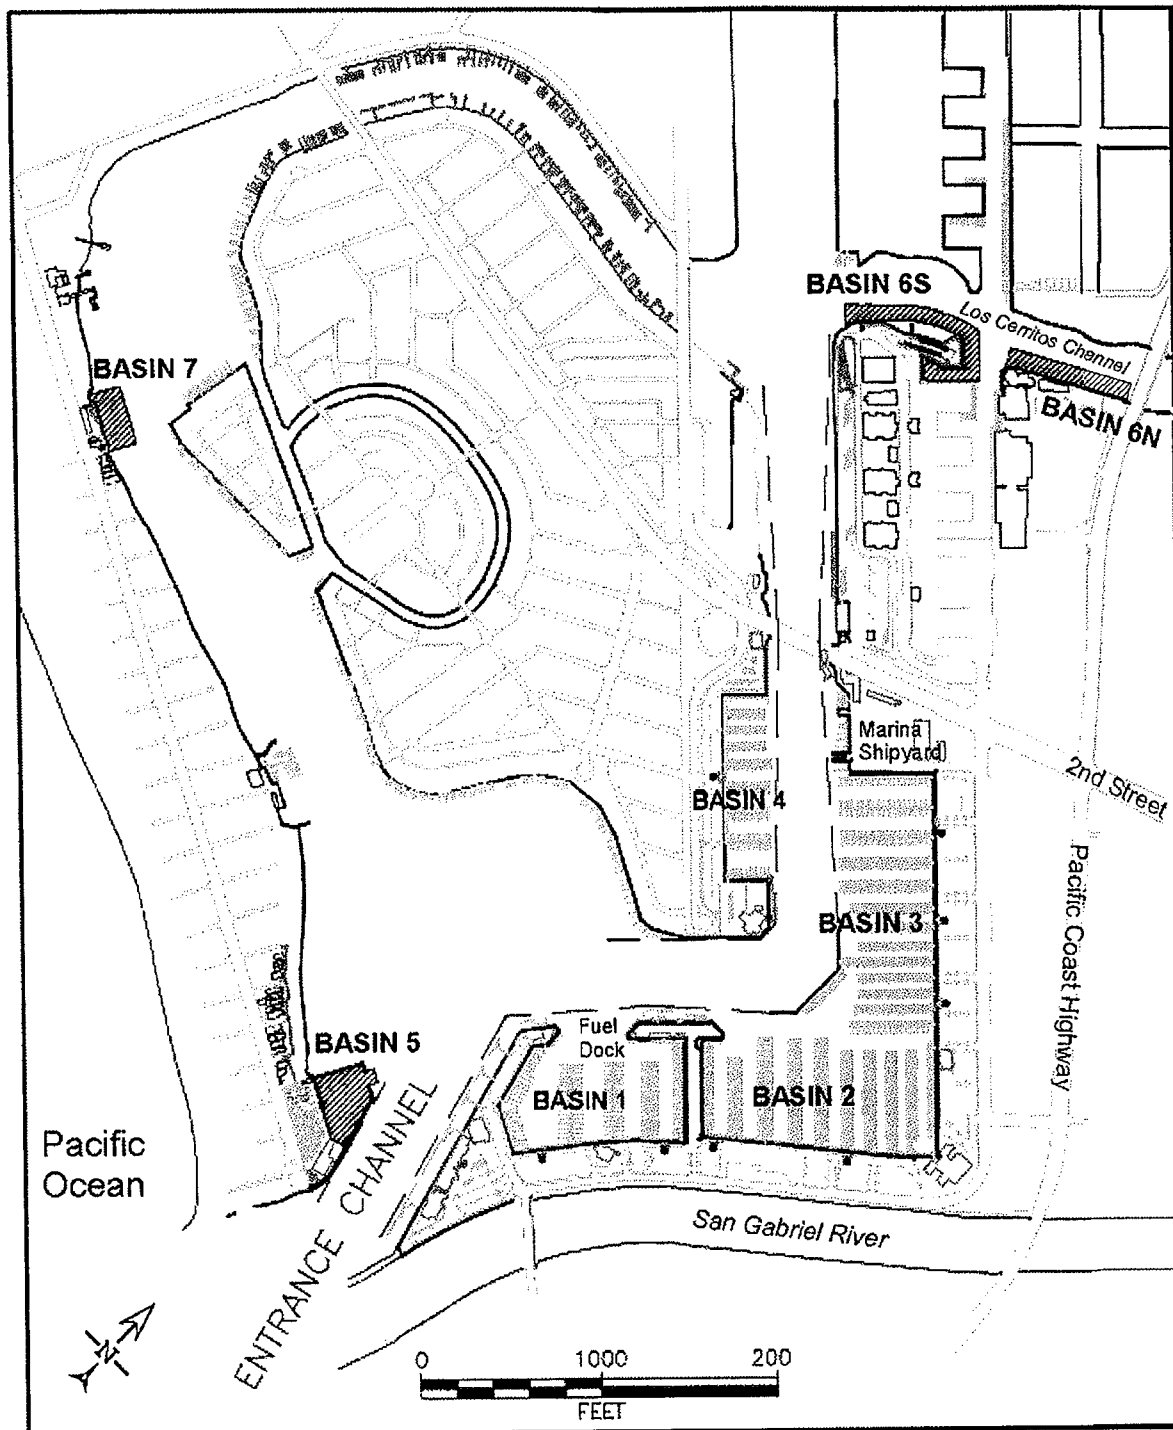 BASIN 6S
Los Cerritos Channel
BASIN 7
BASIN 6N
Marina
Shipyard
2nd Street
BASIN 4
Pacific Coast Highway
BASIN 3
Fuel
Dock
BASIN 5
BASIN 1
BASIN 2
ENTRANCE CHANNEL
Pacific
Ocean
San Gabriel River
N
0 1000 200
FEET